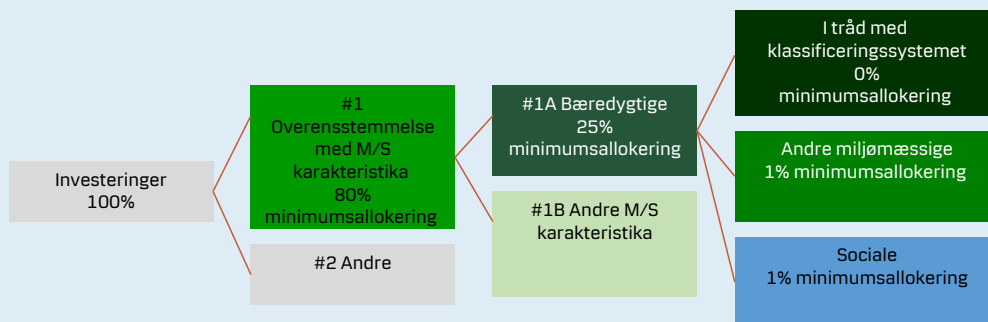 Investeringer
100%
#1
Overensstemmelse
med M/S
karakteristika
80%
minimumsallokering
#2 Andre
#1A Bæredygtige
25%
minimumsallokering
#1B Andre M/S
karakteristika
I tråd med
klassificeringssystemet
0%
minimumsallokering
Andre miljømæssige
1% minimumsallokering
Sociale
1% minimumsallokering